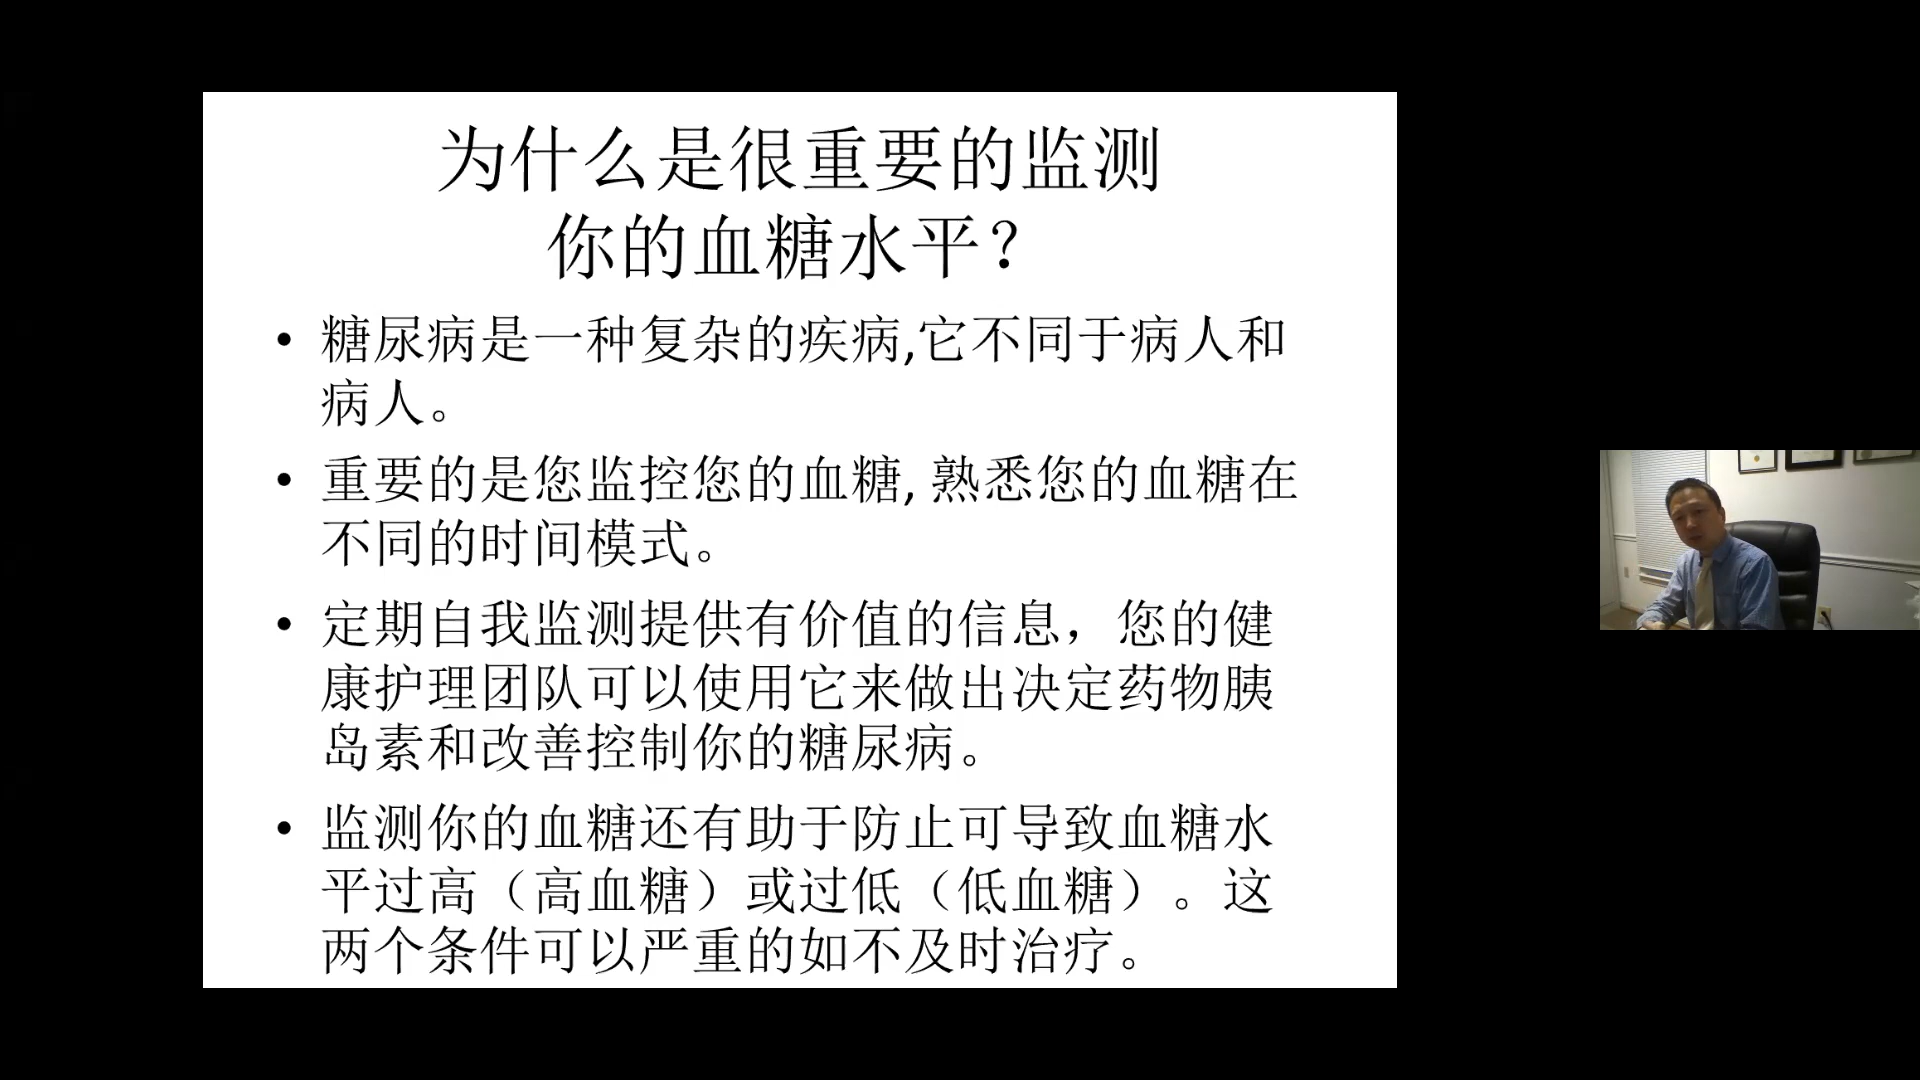 为什么是很重要的监测
你的血糖水平？
• 糖尿病是一种复杂的疾病,它不同于病人和
病人。
• 重要的是您监控您的血糖, 熟悉您的血糖在
不同的时间模式。
• 定期自我监测提供有价值的信息，您的健
康护理团队可以使用它来做出决定药物胰
岛素和改善控制你的糖尿病。
• 监测你的血糖还有助于防止可导致血糖水
平过高（高血糖）或过低（低血糖）。这
两个条件可以严重的如不及时治疗。